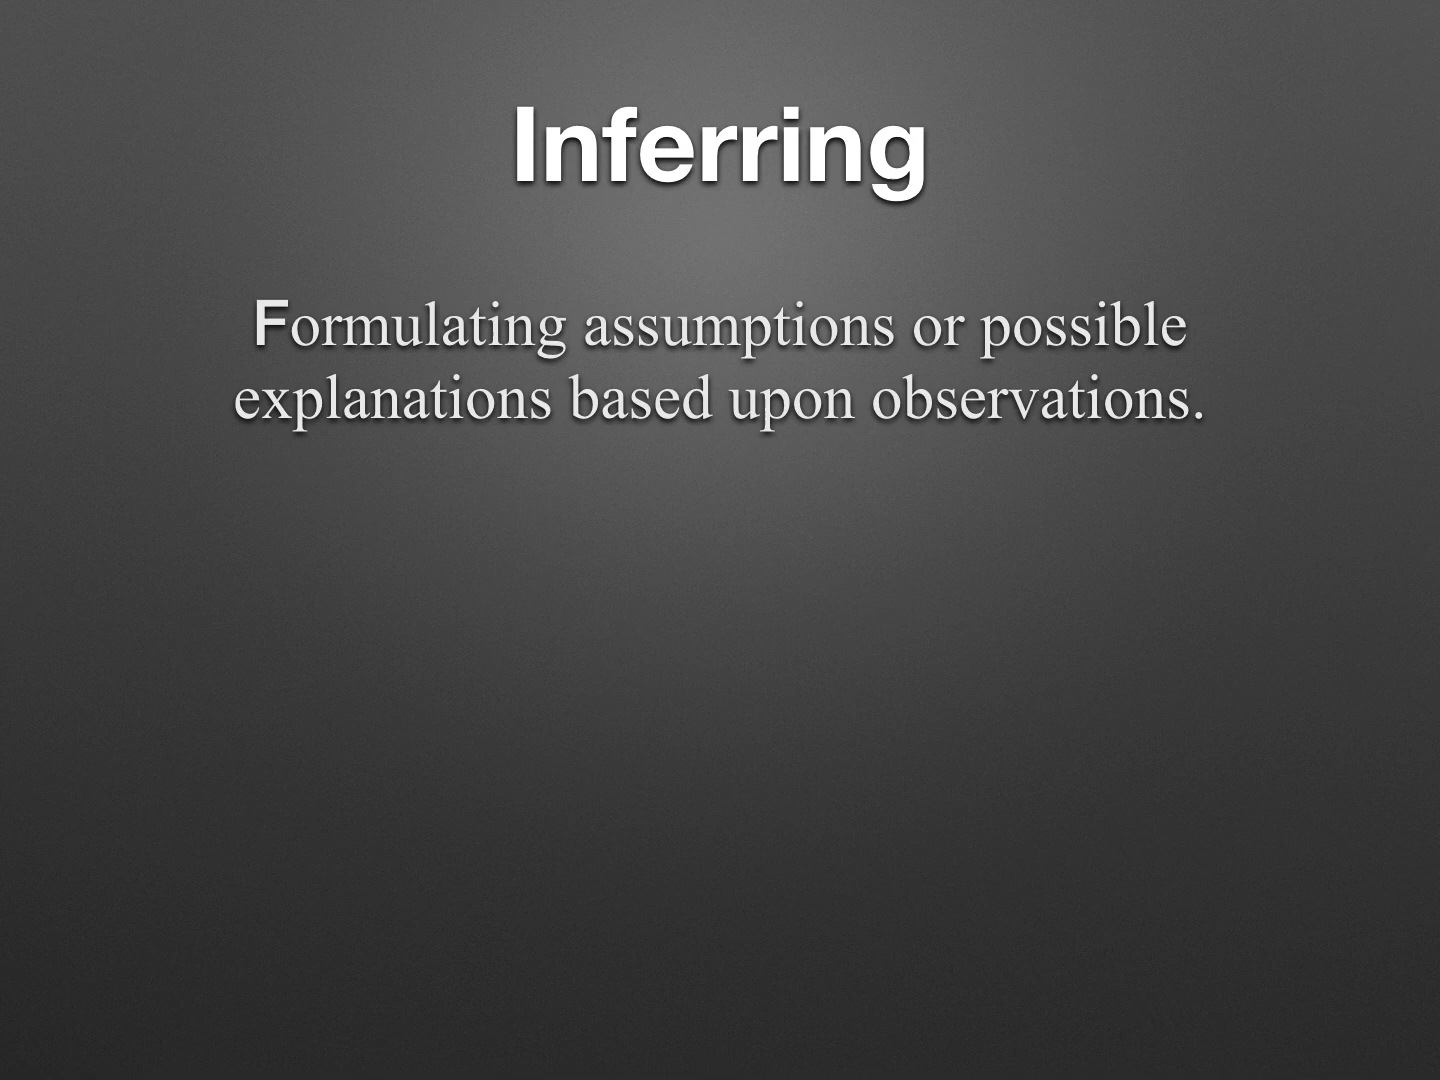 Inferring
Formulating assumptions or possible
explanations based upon observations.